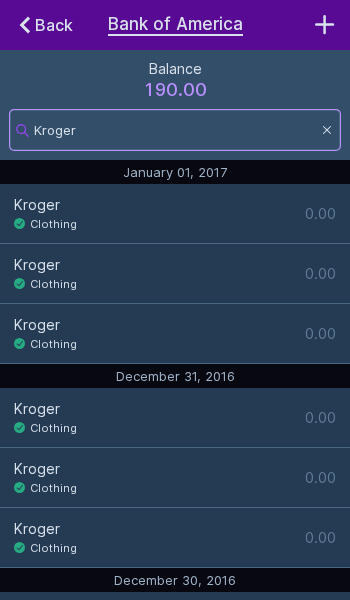 Back
Bank of America
Balance
190.00
Kroger
January 01, 2017
Kroger
0.00
Clothing
Kroger
0.00
Clothing
Kroger
0.00
Clothing
December 31, 2016
Kroger
0.00
Clothing
Kroger
0.00
Clothing
Kroger
0.00
Clothing
December 30, 2016